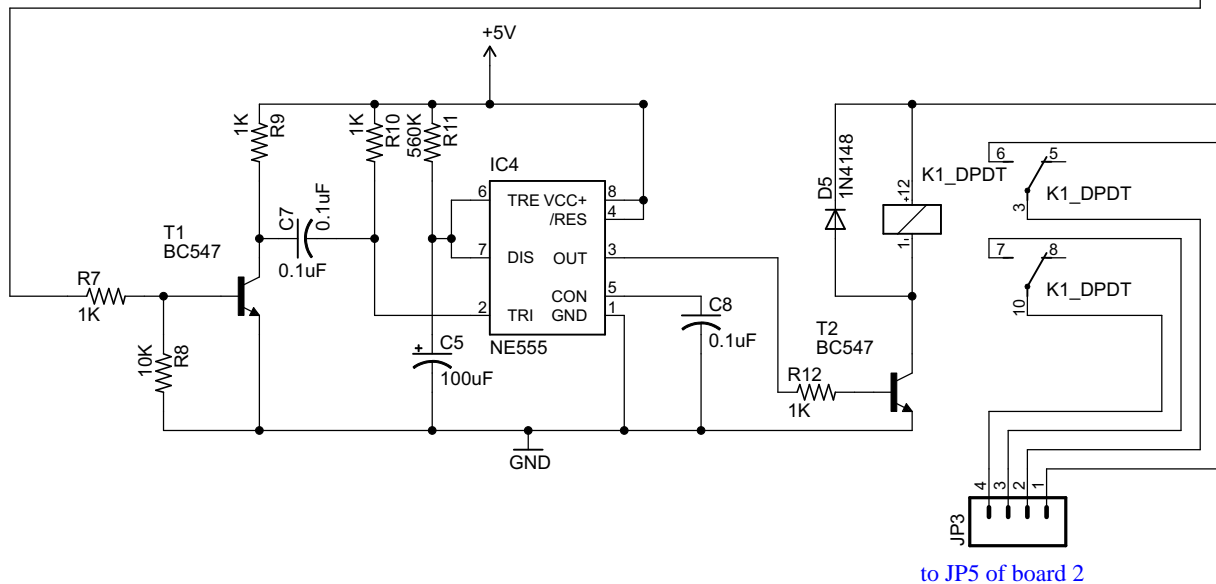 +5V
1K
R9
1K
R10
560K
R11
IC4
6
TRE
VCC+
8
/RES
4
7
DIS
OUT
3
CON
5
2
TRI
GND
1
NE555
T1
BC547
C7
0.1uF
0.1uF
R7
1K
10K
R8
+
C5
100uF
C8
0.1uF
GND
D5
1N4148
+12
1-
T2
BC547
R12
1K
6
5
K1_DPDT
K1_DPDT
3
7
8
K1_DPDT
10
4
3
2
1
JP3
to JP5 of board 2